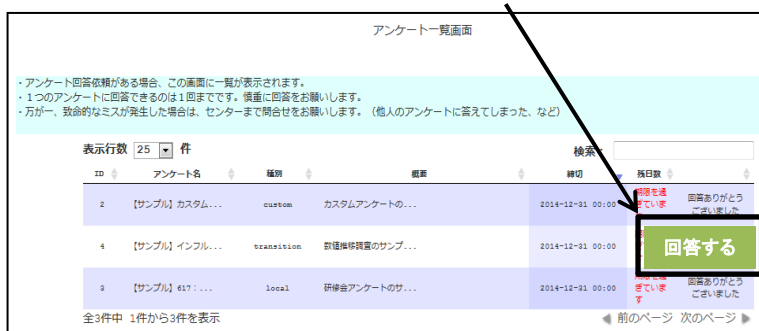 アンケート一覧画面
・アンケート回答依頼がある場合、この画面に一覧が表示されます。
・1つのアンケートに回答できるのは1回までです。慎重に回答をお願いします。
・万が一、致命的なミスが発生した場合は、センターまで問合せをお願いします。（他人のアンケートに答えてしまった、など）
表示行数 25 件 検索：
ID アンケート名 種別 概要 締切 残日数
2 【サンプル】カスタム... custom カスタムアンケートの... 2014-12-31 00:00 期限を過ぎています 回答ありがとうございました
4 【サンプル】インフル... transition 数値推移調査のサンプ... 2014-12-31 00:00 回答する
3 【サンプル】617：... local 研修会アンケートのサ... 2014-12-31 00:00 ぎています 回答ありがとうございました
全3件中 1件から3件を表示 前のページ 次のページ